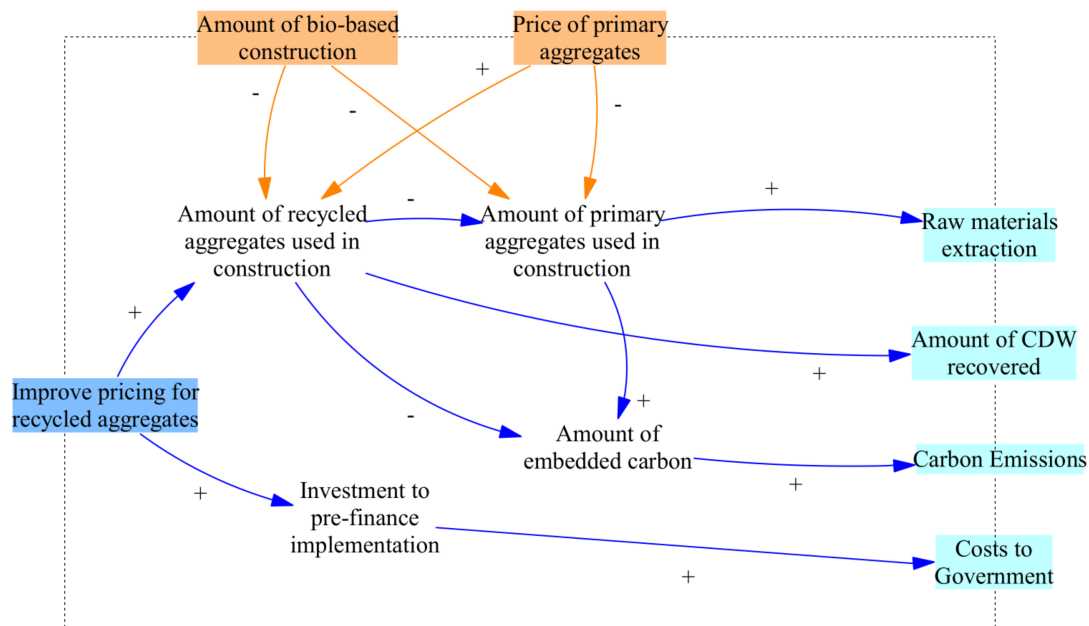 Amount of bio-based
construction
Price of primary
aggregates
+
-
-
-
Amount of recycled
aggregates used in
construction
-
Amount of primary
aggregates used in
construction
+
Raw materials
extraction
+
Amount of CDW
recovered
+
Improve pricing for
recycled aggregates
-
+
Amount of
embedded carbon
Carbon Emissions
+
+
Investment to
pre-finance
implementation
Costs to
Government
+